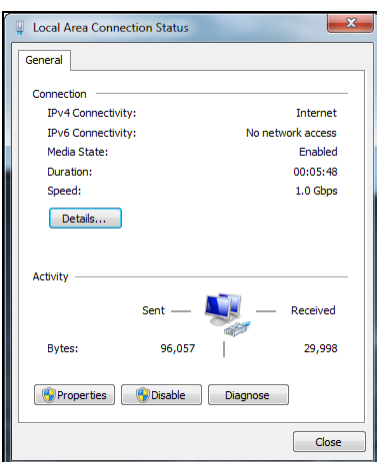 Local Area Connection Status
General
Connection
IPv4 Connectivity: Internet
IPv6 Connectivity: No network access
Media State: Enabled
Duration: 00:05:48
Speed: 1.0 Gbps
Details...
Activity
Sent Received
Bytes: 96,057 29,998
Properties Disable Diagnose
Close